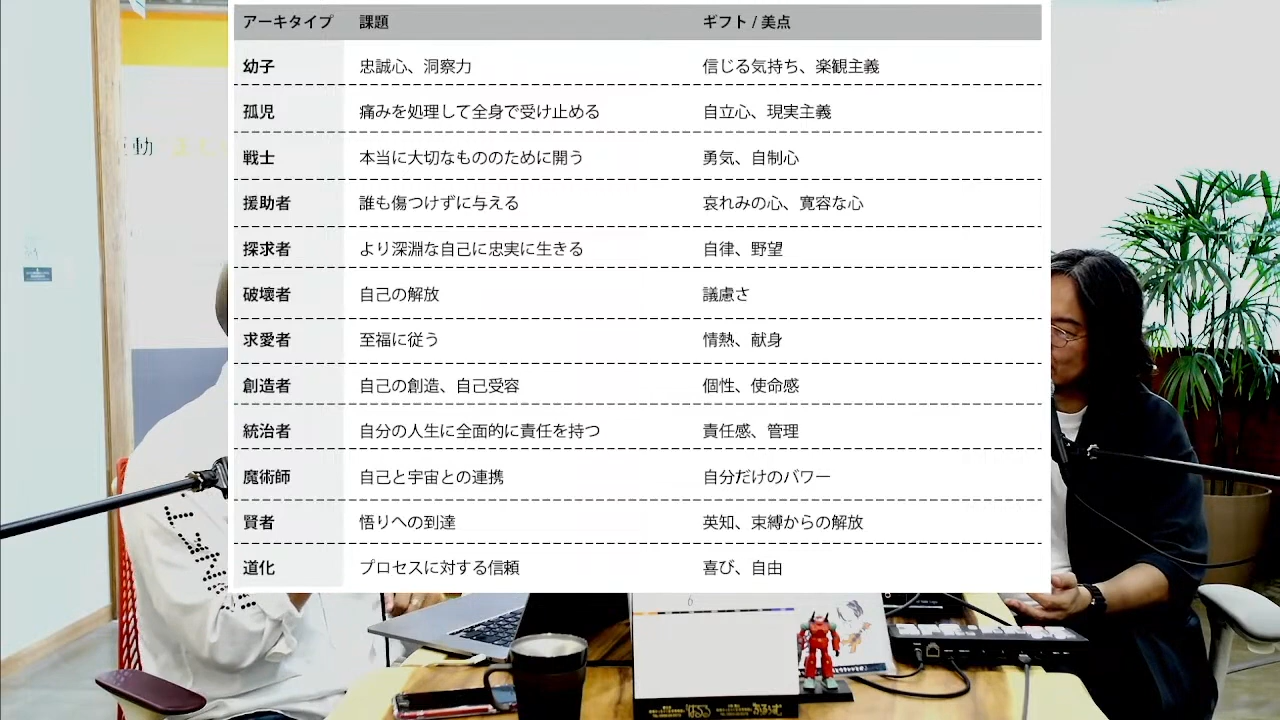 アーキタイプ 課題 ギフト / 美点
幼子 忠誠心、洞察力 信じる気持ち、楽観主義
孤児 痛みを処理して全身で受け止める 自立心、現実主義
戦士 本当に大切なもののために開う 勇気、自制心
援助者 誰も傷つけずに与える 哀れみの心、寛容な心
探求者 より深淵な自己に忠実に生きる 自律、野望
破壊者 自己の解放 議慮さ
求愛者 至福に従う 情熱、献身
創造者 自己の創造、自己受容 個性、使命感
統治者 自分の人生に全面的に責任を持つ 責任感、管理
魔術師 自己と宇宙との連携 自分だけのパワー
賢者 悟りへの到達 英知、束縛からの解放
道化 プロセスに対する信頼 喜び、自由
動